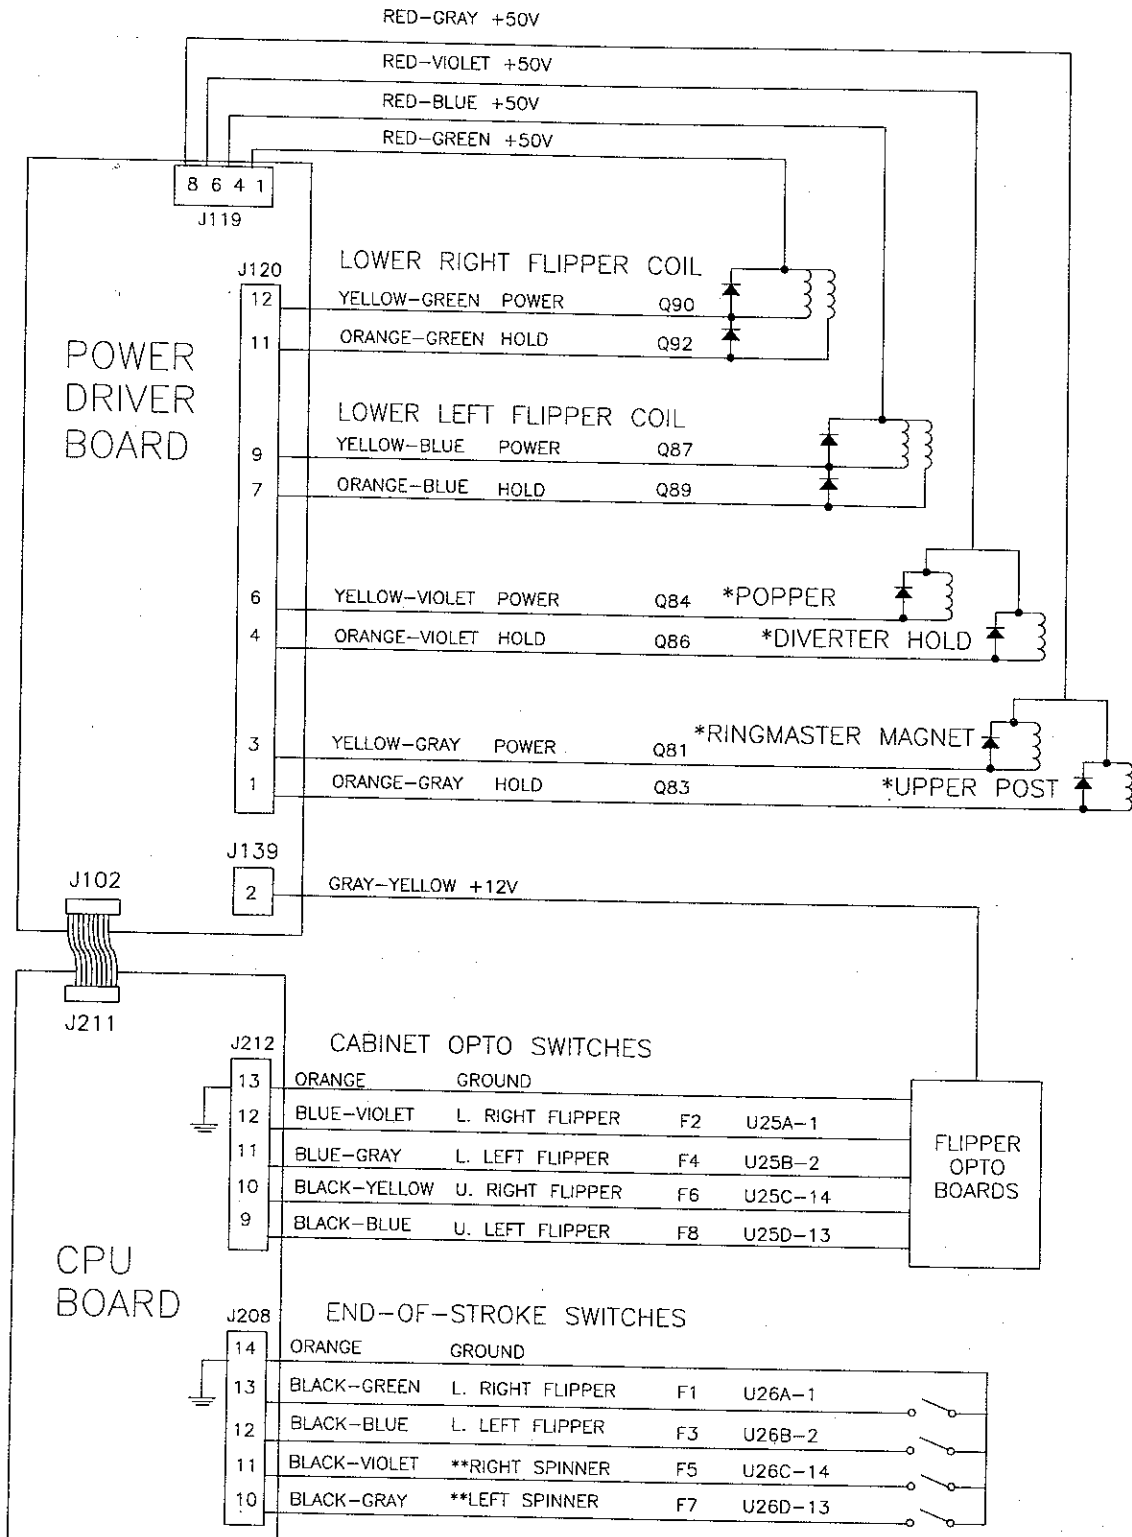 RED-GRAY +50V
RED-VIOLET +50V
RED-BLUE +50V
RED-GREEN +50V
8 6 4 1
J119
J120
LOWER RIGHT FLIPPER COIL
12 YELLOW-GREEN POWER Q90
11 ORANGE-GREEN HOLD Q92
POWER
DRIVER
BOARD
LOWER LEFT FLIPPER COIL
9 YELLOW-BLUE POWER Q87
7 ORANGE-BLUE HOLD Q89
6 YELLOW-VIOLET POWER Q84 *POPPER
4 ORANGE-VIOLET HOLD Q86 *DIVERTER HOLD
3 YELLOW-GRAY POWER Q81 *RINGMASTER MAGNET
1 ORANGE-GRAY HOLD Q83 *UPPER POST
J139
2 GRAY-YELLOW +12V
J102
J211
J212 CABINET OPTO SWITCHES
13 ORANGE GROUND
12 BLUE-VIOLET L. RIGHT FLIPPER F2 U25A-1
11 BLUE-GRAY L. LEFT FLIPPER F4 U25B-2
10 BLACK-YELLOW U. RIGHT FLIPPER F6 U25C-14
9 BLACK-BLUE U. LEFT FLIPPER F8 U25D-13
FLIPPER
OPTO
BOARDS
CPU
BOARD
J208 END-OF-STROKE SWITCHES
14 ORANGE GROUND
13 BLACK-GREEN L. RIGHT FLIPPER F1 U26A-1
12 BLACK-BLUE L. LEFT FLIPPER F3 U26B-2
11 BLACK-VIOLET **RIGHT SPINNER F5 U26C-14
10 BLACK-GRAY **LEFT SPINNER F7 U26D-13